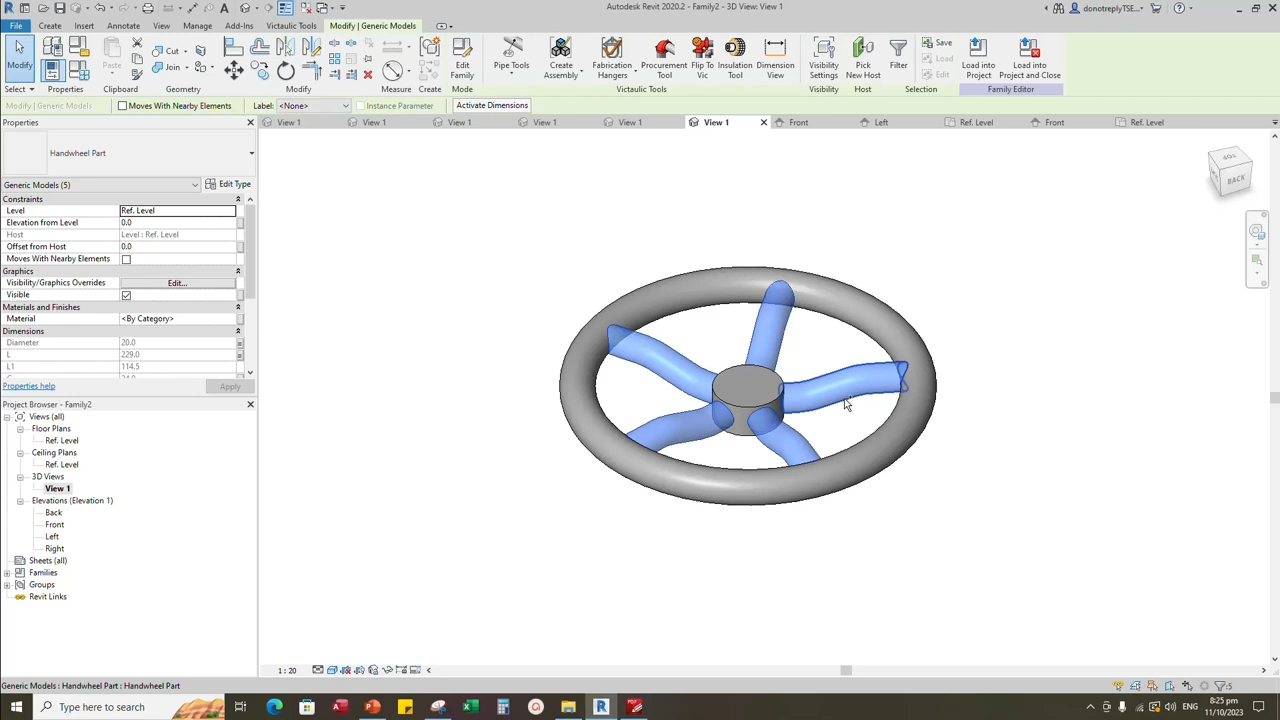 Autodesk Revit 2020.2 - Family2 - 3D View: View 1
donotreplyTSE...
File Create Annotate View Manage Add-Ins Victaulic Tools Modify | Generic Models
Modify Paste Cut Join Edit Family Pipe Tools Create Assembly Fabrication Hangers Procurement Tool Flip To Vic Insulation Tool Dimension View Visibility Settings Pick New Host Filter Save Load Edit Load into Project Load into Project and Close
Select Properties Clipboard Geometry Modify Measure Create Mode Victaulic Tools Visibility Host Selection Family Editor
Modify | Generic Models Moves With Nearby Elements Label: <None> Instance Parameter Activate Dimensions
Properties View 1 View 1 View 1 View 1 View 1 View 1 Front Left Ref. Level Front Ref. Level
Handwheel Part
Generic Models (5) Edit Type
Constraints
Level Ref. Level
Elevation from Level 0.0
Host Level : Ref. Level
Offset from Host 0.0
Moves With Nearby Elements
Graphics
Visibility/Graphics Overrides Edit...
Visible
Materials and Finishes
Material <By Category>
Dimensions
Diameter 20.0
L 229.0
L1 114.5
Properties help Apply
Project Browser - Family2
Views (all)
Floor Plans
Ref. Level
Ceiling Plans
Ref. Level
3D Views
View 1
Elevations (Elevation 1)
Back
Front
Left
Right
Sheets (all)
Families
Groups
Revit Links
BACK
1 : 20
Generic Models : Handwheel Part : Handwheel Part
:5
Type here to search
8:25 pm
11/10/2023